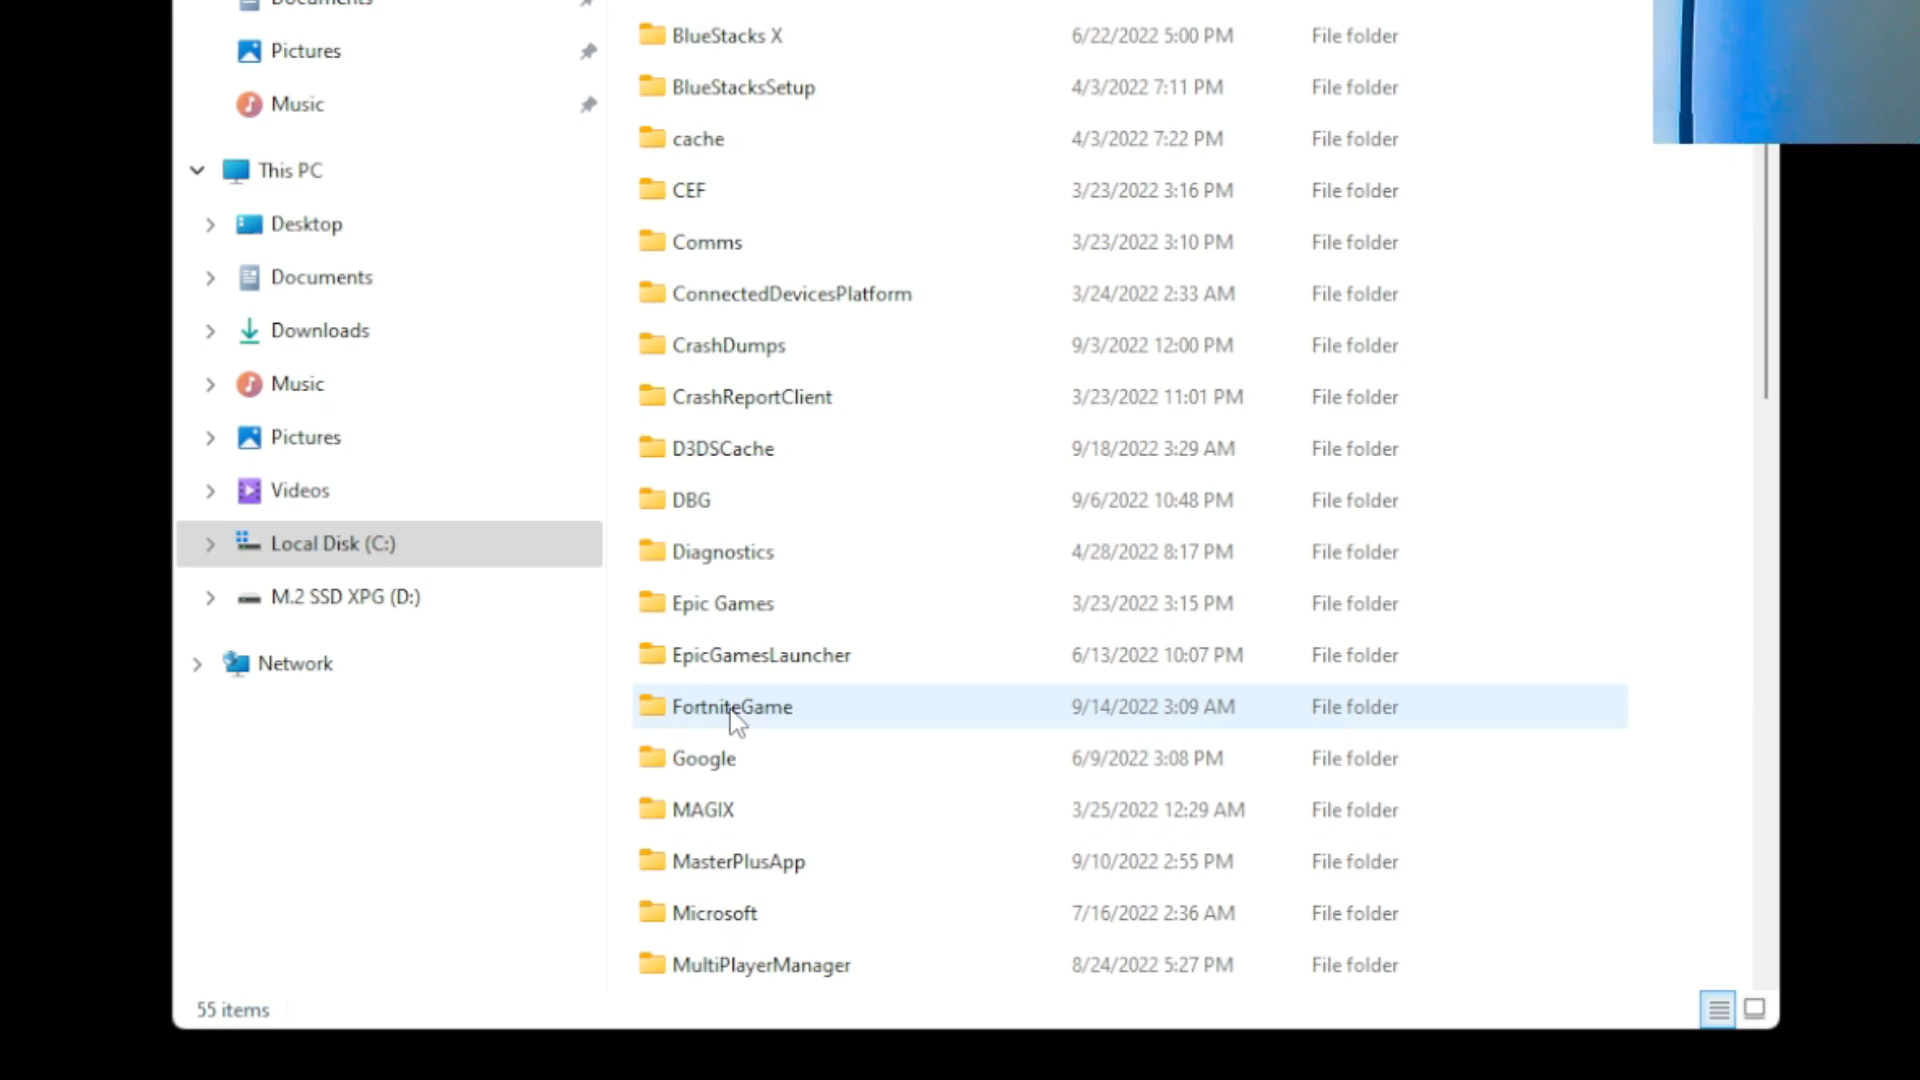 Documents
Pictures
Music
This PC
Desktop
Documents
Downloads
Music
Pictures
Videos
Local Disk (C:)
M.2 SSD XPG (D:)
Network
BlueStacks X 6/22/2022 5:00 PM File folder
BlueStacksSetup 4/3/2022 7:11 PM File folder
cache 4/3/2022 7:22 PM File folder
CEF 3/23/2022 3:16 PM File folder
Comms 3/23/2022 3:10 PM File folder
ConnectedDevicesPlatform 3/24/2022 2:33 AM File folder
CrashDumps 9/3/2022 12:00 PM File folder
CrashReportClient 3/23/2022 11:01 PM File folder
D3DSCache 9/18/2022 3:29 AM File folder
DBG 9/6/2022 10:48 PM File folder
Diagnostics 4/28/2022 8:17 PM File folder
Epic Games 3/23/2022 3:15 PM File folder
EpicGamesLauncher 6/13/2022 10:07 PM File folder
FortniteGame 9/14/2022 3:09 AM File folder
Google 6/9/2022 3:08 PM File folder
MAGIX 3/25/2022 12:29 AM File folder
MasterPlusApp 9/10/2022 2:55 PM File folder
Microsoft 7/16/2022 2:36 AM File folder
MultiPlayerManager 8/24/2022 5:27 PM File folder
55 items